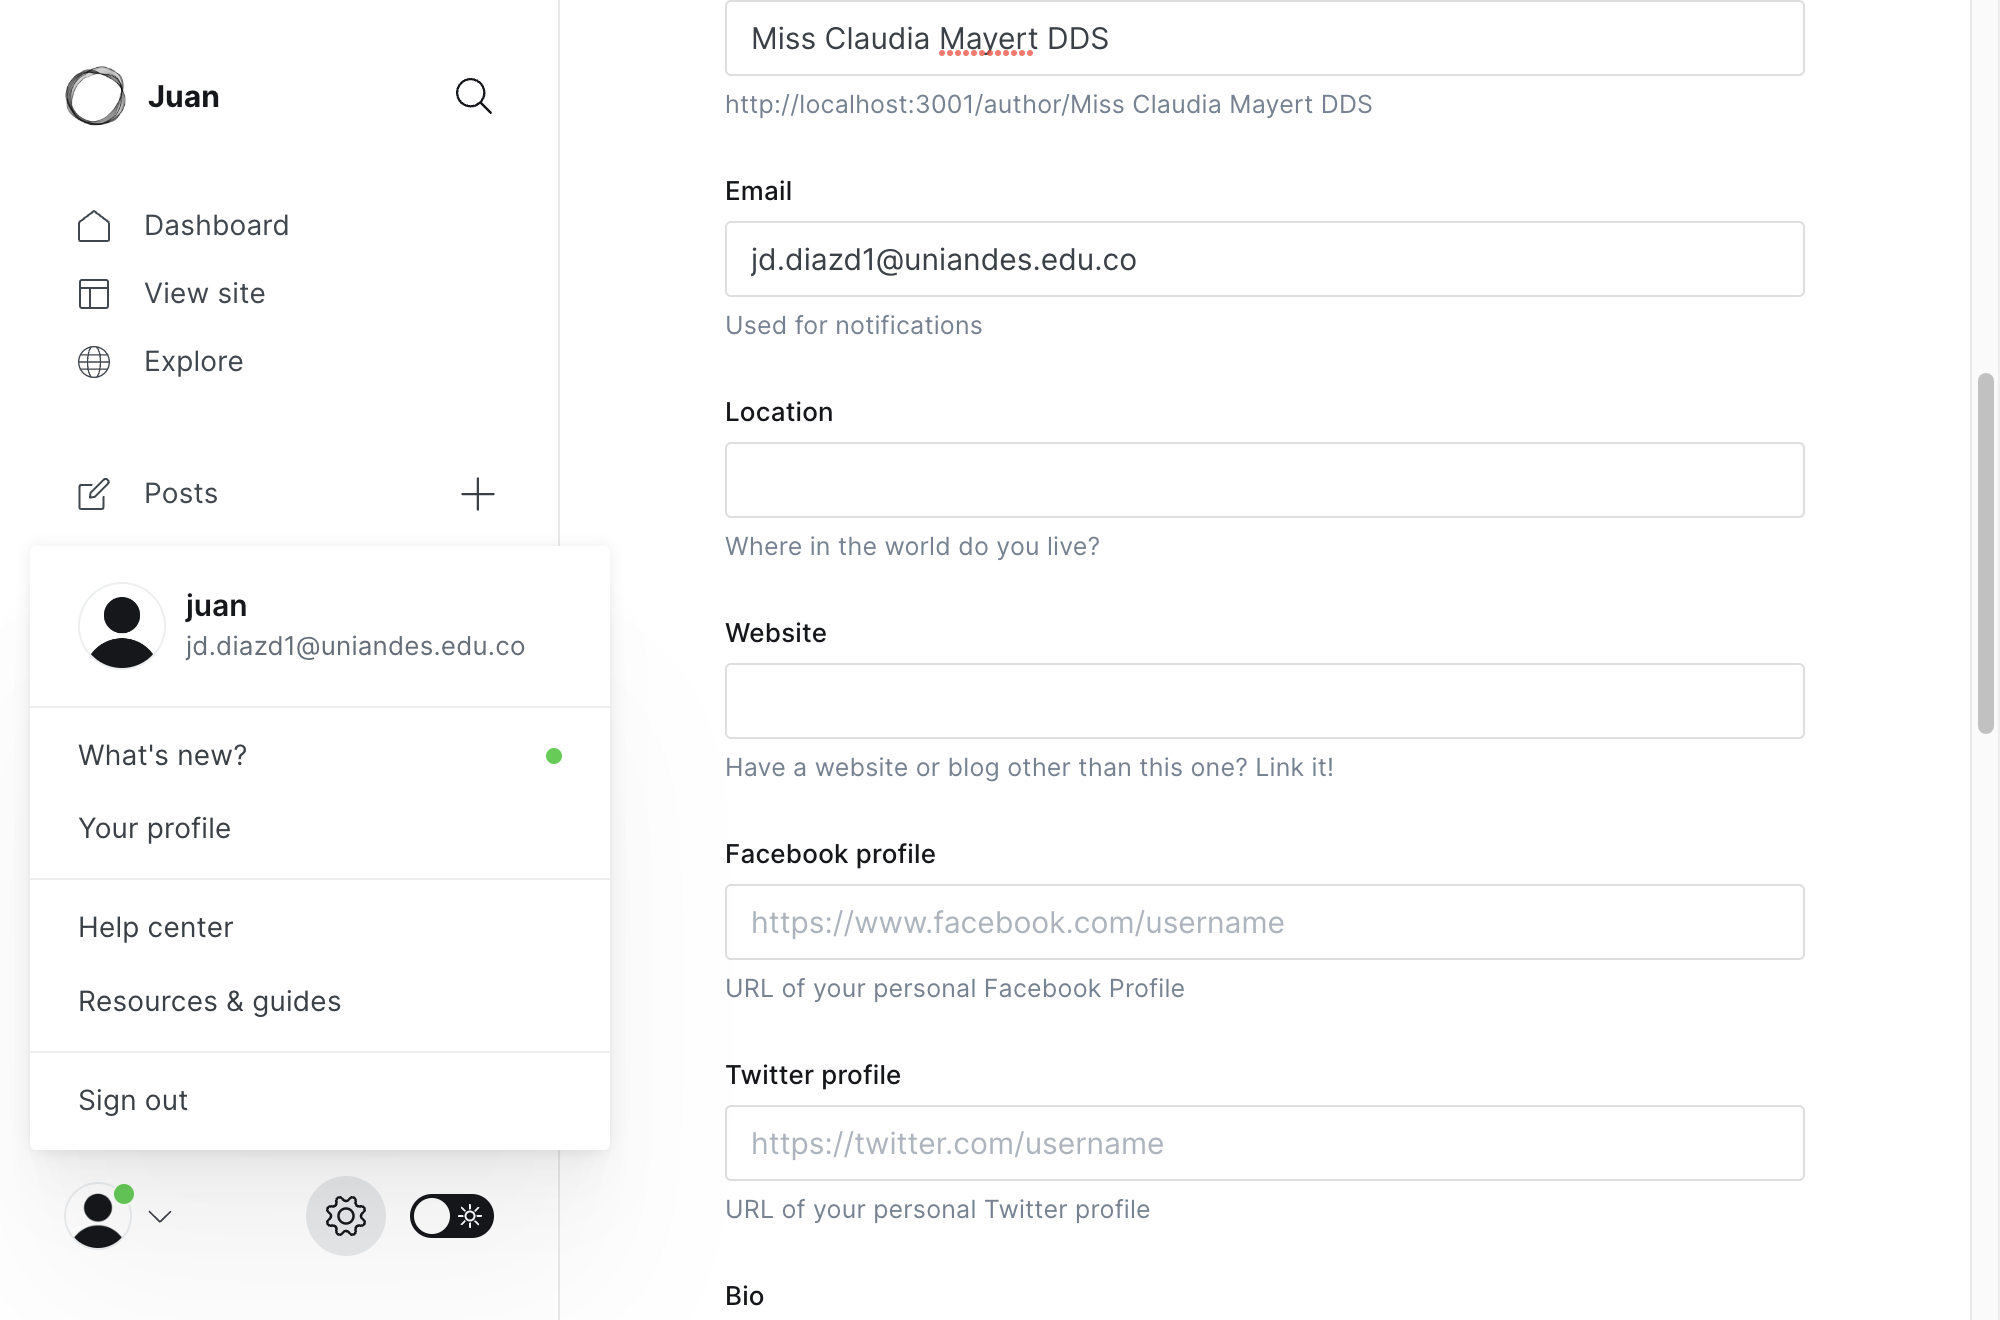 Juan
Dashboard
View site
Explore
Posts
juan
jd.diazd1@uniandes.edu.co
What's new?
Your profile
Help center
Resources & guides
Sign out
Miss Claudia Mayert DDS
http://localhost:3001/author/Miss Claudia Mayert DDS
Email
jd.diazd1@uniandes.edu.co
Used for notifications
Location
Where in the world do you live?
Website
Have a website or blog other than this one? Link it!
Facebook profile
https://www.facebook.com/username
URL of your personal Facebook Profile
Twitter profile
https://twitter.com/username
URL of your personal Twitter profile
Bio